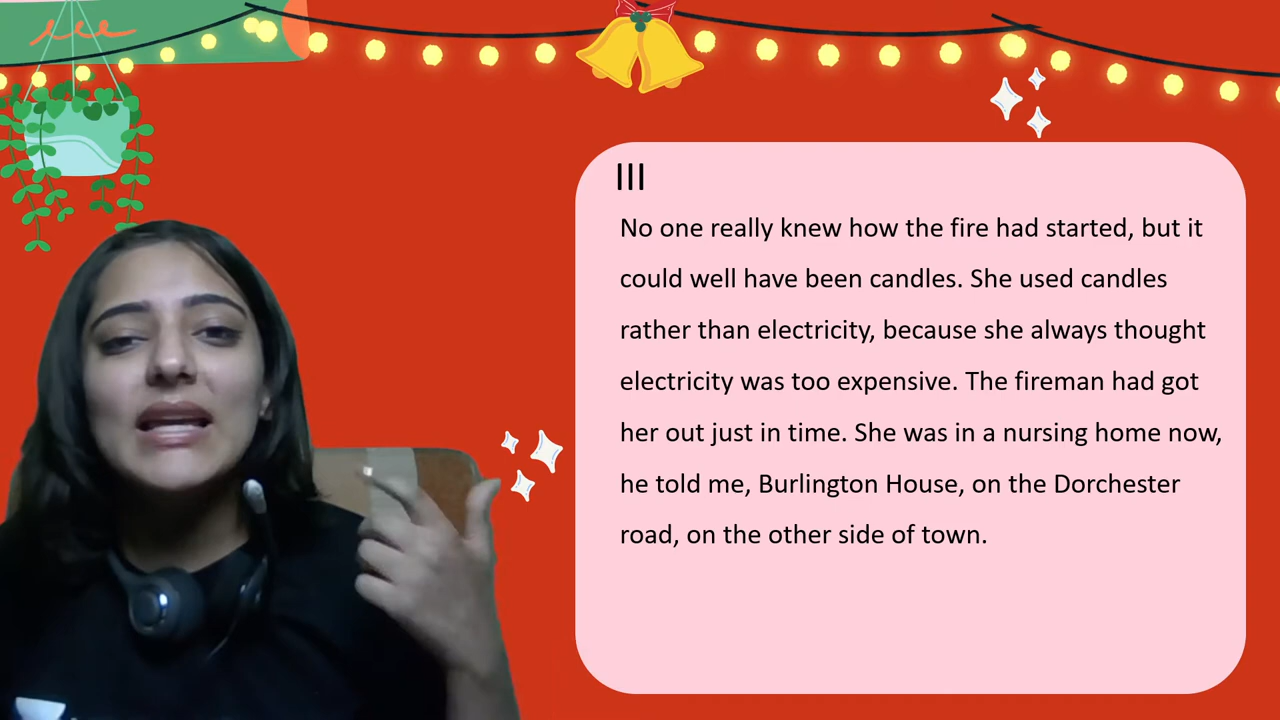 III
No one really knew how the fire had started, but it
could well have been candles. She used candles
rather than electricity, because she always thought
electricity was too expensive. The fireman had got
her out just in time. She was in a nursing home now,
he told me, Burlington House, on the Dorchester
road, on the other side of town.